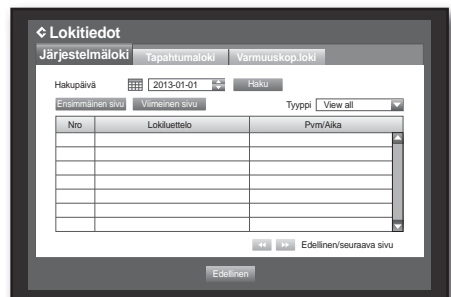 Lokitiedot
Järjestelmäloki Tapahtumaloki Varmuuskop.loki
Hakupäivä 2013-01-01 Haku
Ensimmäinen sivu Viimeinen sivu Tyyppi View all
Nro Lokiluettelo Pvm/Aika
Edellinen/seuraava sivu
Edellinen